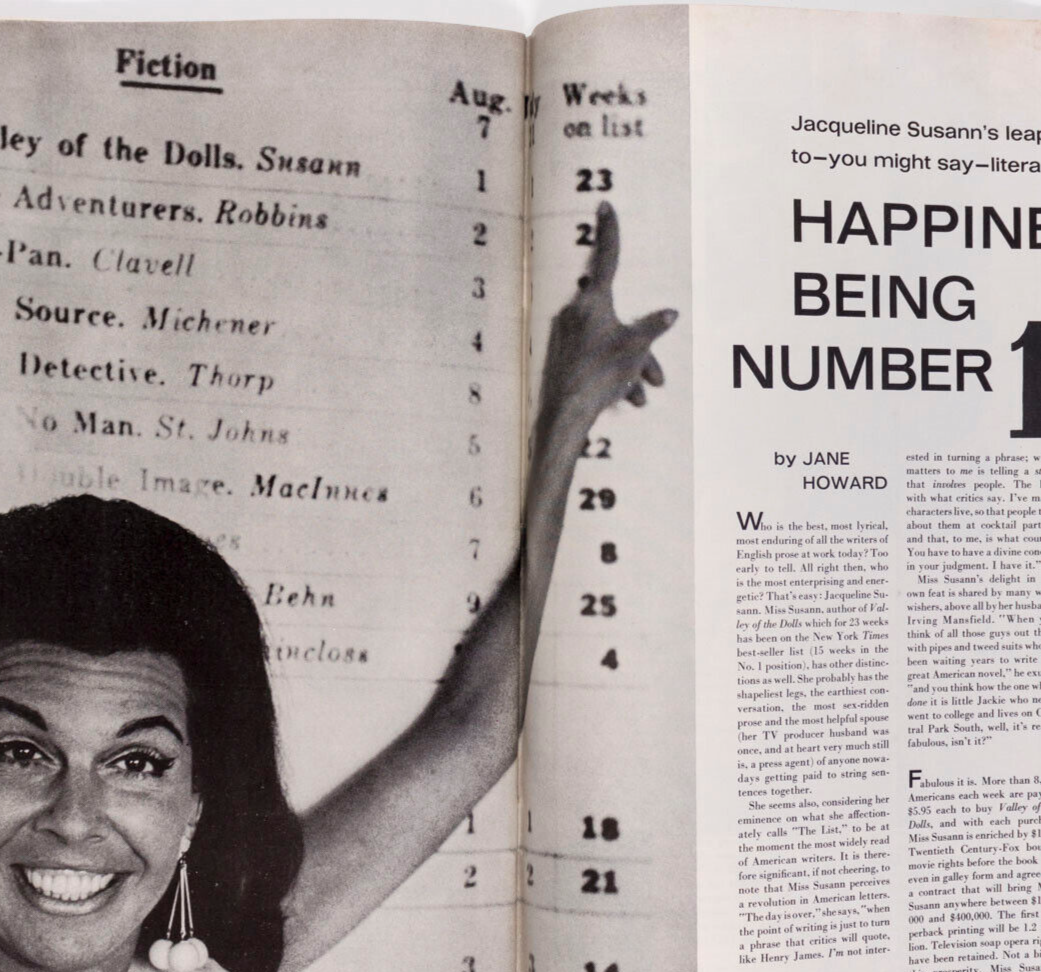 Fiction
Aug. Weeks
7 on list
ley of the Dolls. Susann 1 23
Adventurers. Robbins 2 2
-Pan. Clavell 3
Source. Michener 4
Detective. Thorp 8
No Man. St. Johns 5 22
Double Image. MacInnes 6 29
es 7 8
Behn 9 25
incloss 4
1 1 18
2 2 21
3 14
Jacqueline Susann's leap
to—you might say—litera
HAPPINE
BEING
NUMBER 1
by JANE
HOWARD
Who is the best, most lyrical,
most enduring of all the writers of
English prose at work today? Too
early to tell. All right then, who
is the most enterprising and ener-
getic? That's easy: Jacqueline Su-
sann. Miss Susann, author of Val-
ley of the Dolls which for 23 weeks
has been on the New York Times
best-seller list (15 weeks in the
No. 1 position), has other distinc-
tions as well. She probably has the
shapeliest legs, the earthiest con-
versation, the most sex-ridden
prose and the most helpful spouse
(her TV producer husband was
once, and at heart very much still
is, a press agent) of anyone nowa-
days getting paid to string sen-
tences together.
She seems also, considering her
eminence on what she affection-
ately calls "The List," to be at
the moment the most widely read
of American writers. It is there-
fore significant, if not cheering, to
note that Miss Susann perceives
a revolution in American letters.
"The day is over," she says, "when
the point of writing is just to turn
a phrase that critics will quote,
like Henry James. I'm not inter-
ested in turning a phrase; w
matters to me is telling a s
that involves people. The
with what critics say. I've m
characters live, so that people t
about them at cocktail part
and that, to me, is what cou
You have to have a divine con
in your judgment. I have it."
Miss Susann's delight in
own feat is shared by many w
wishers, above all by her husba
Irving Mansfield. "When y
think of all those guys out th
with pipes and tweed suits who
been waiting years to write
great American novel," he exu
"and you think how the one wh
done it is little Jackie who ne
went to college and lives on C
tral Park South, well, it's re
fabulous, isn't it?"
Fabulous it is. More than 8,
Americans each week are pay
$5.95 each to buy Valley of
Dolls, and with each purch
Miss Susann is enriched by $1
Twentieth Century-Fox bou
movie rights before the book
even in galley form and agree
a contract that will bring M
Susann anywhere between $1
000 and $400,000. The first
perback printing will be 1.2
lion. Television soap opera ri
have been retained. Not a bi
prosperity, Miss Susa